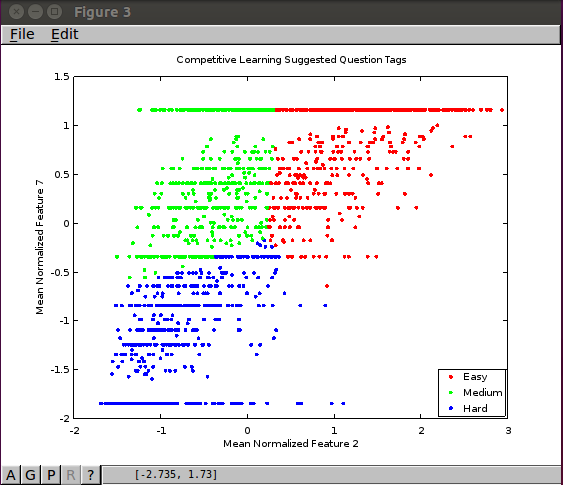 Figure 3
File Edit
Competitive Learning Suggested Question Tags
1.5
1
0.5
0
-0.5
-1
-1.5
-2
Mean Normalized Feature 7
Easy
Medium
Hard
-2 -1 0 1 2 3
Mean Normalized Feature 2
A G P R ? [-2.735, 1.73]